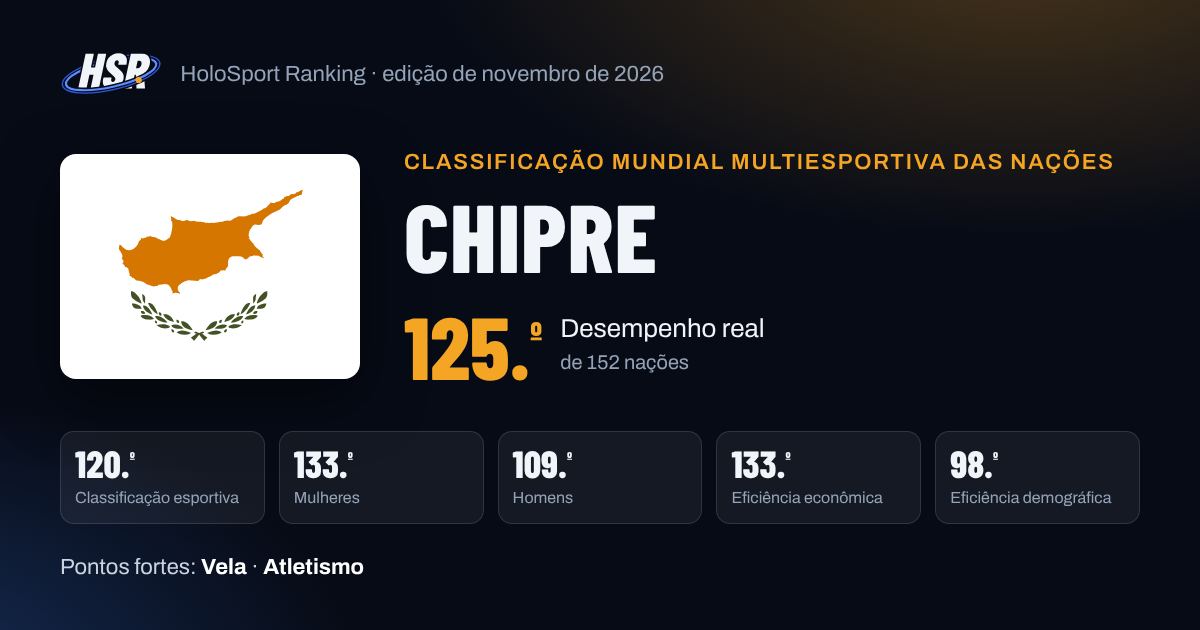 HSR
HoloSport Ranking · edição de novembro de 2026
CLASSIFICAÇÃO MUNDIAL MULTIESPORTIVA DAS NAÇÕES
CHIPRE
125.º
Desempenho real
de 152 nações
120.º
Classificação esportiva
133.º
Mulheres
109.º
Homens
133.º
Eficiência econômica
98.º
Eficiência demográfica
Pontos fortes: Vela · Atletismo